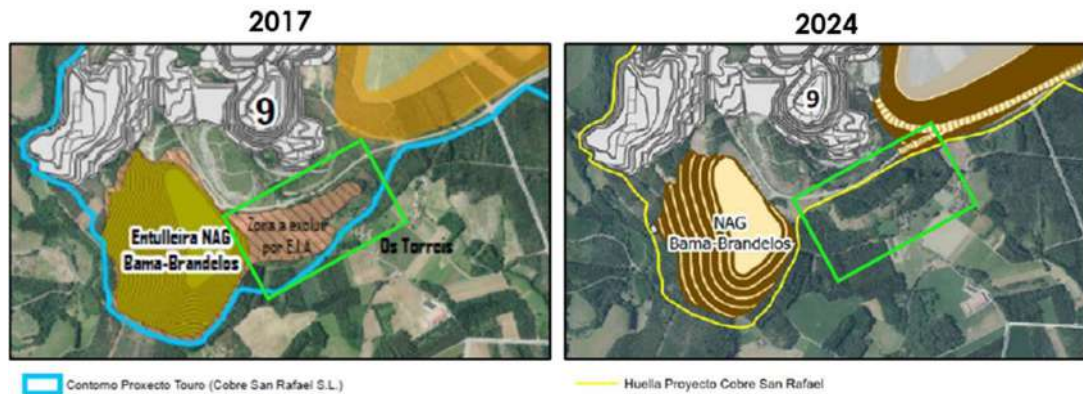 2017
2024
9
Zona a excluir
por E.I.A
Entulleira NAG
Bama-Brandelos
Os Torreis
9
NAG
Bama-Brandelos
Contorno Proxecto Touro (Cobre San Rafael S.L.)
Huella Proyecto Cobre San Rafael